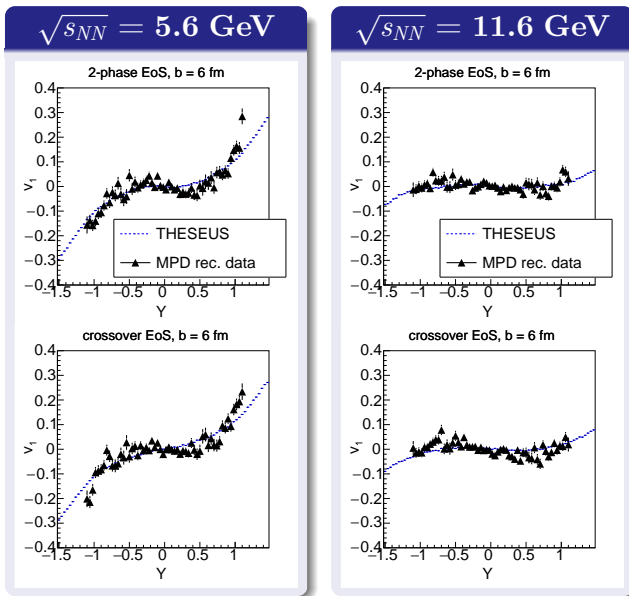 √s_NN = 5.6 GeV
2-phase EoS, b = 6 fm
0.4
0.3
0.2
0.1
0
−0.1
−0.2
−0.3
−0.4
v1
THESEUS
MPD rec. data
−1.5 −1 −0.5 0 0.5 1
Y
crossover EoS, b = 6 fm
0.4
0.3
0.2
0.1
0
−0.1
−0.2
−0.3
−0.4
v1
−1.5 −1 −0.5 0 0.5 1
Y
√s_NN = 11.6 GeV
2-phase EoS, b = 6 fm
0.4
0.3
0.2
0.1
0
−0.1
−0.2
−0.3
−0.4
v1
THESEUS
MPD rec. data
−1.5 −1 −0.5 0 0.5 1
Y
crossover EoS, b = 6 fm
0.4
0.3
0.2
0.1
0
−0.1
−0.2
−0.3
−0.4
v1
−1.5 −1 −0.5 0 0.5 1
Y